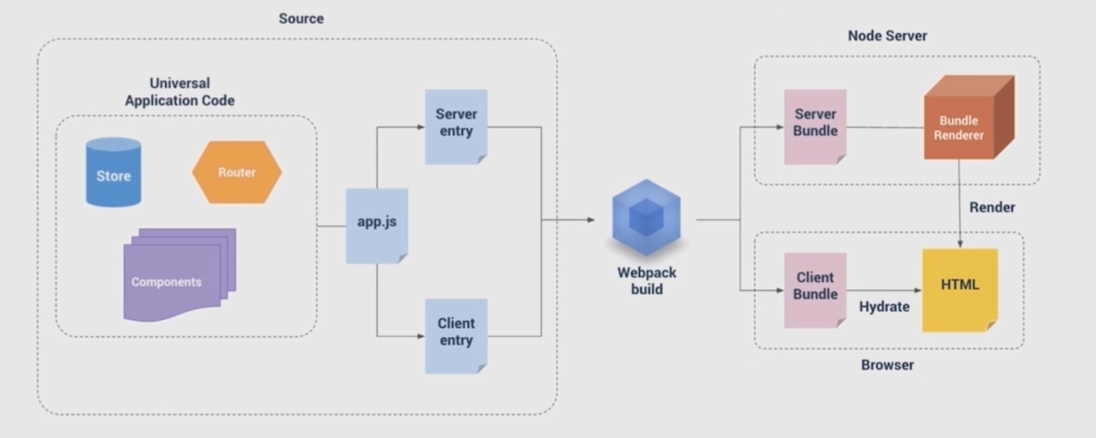 Source
Universal
Application Code
Store
Router
Components
app.js
Server
entry
Client
entry
Webpack
build
Node Server
Server
Bundle
Bundle
Renderer
Render
Client
Bundle
Hydrate
HTML
Browser